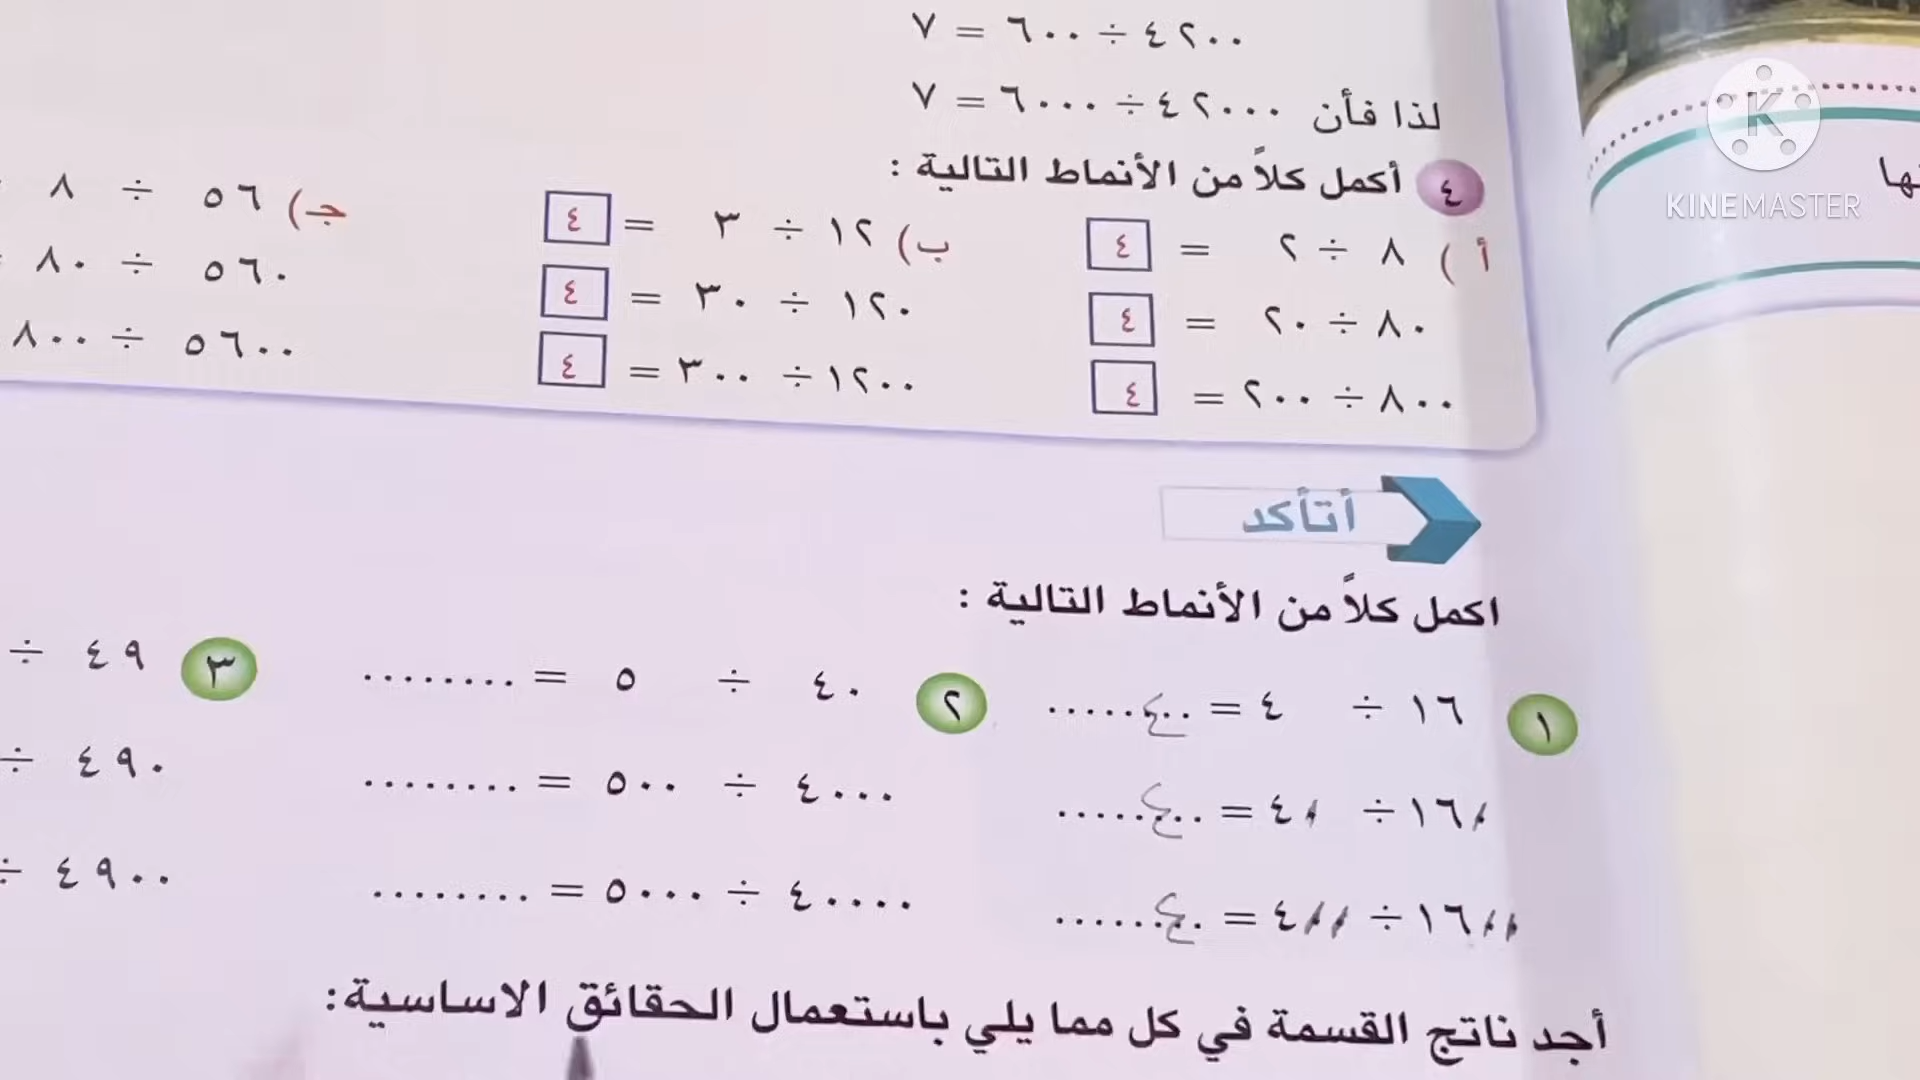 ٤٢٠٠ ÷ ٦٠٠ = ٧
لذا فأن ٤٢٠٠٠ ÷ ٦٠٠٠ = ٧
٤ أكمل كلاً من الأنماط التالية :
أ ) ٨ ÷ ٢ = ٤
٨٠ ÷ ٢٠ = ٤
٨٠٠ ÷ ٢٠٠ = ٤
ب) ١٢ ÷ ٣ = ٤
١٢٠ ÷ ٣٠ = ٤
١٢٠٠ ÷ ٣٠٠ = ٤
جـ) ٥٦ ÷ ٨
٥٦٠ ÷ ٨٠
٥٦٠٠ ÷ ٨٠٠
أتأكد
اكمل كلاً من الأنماط التالية :
١ ١٦ ÷ ٤ = ........ ٤
١٦٠ ÷ ٤٠ = ........ ٤
١٦٠٠ ÷ ٤٠٠ = ........ ٤
٢ ٤٠ ÷ ٥ = ........
٤٠٠٠ ÷ ٥٠٠ = ........
٤٠٠٠٠ ÷ ٥٠٠٠ = ........
٣ ٤٩ ÷
٤٩٠ ÷
٤٩٠٠ ÷
أجد ناتج القسمة في كل مما يلي باستعمال الحقائق الاساسية:
K
KINEMASTER